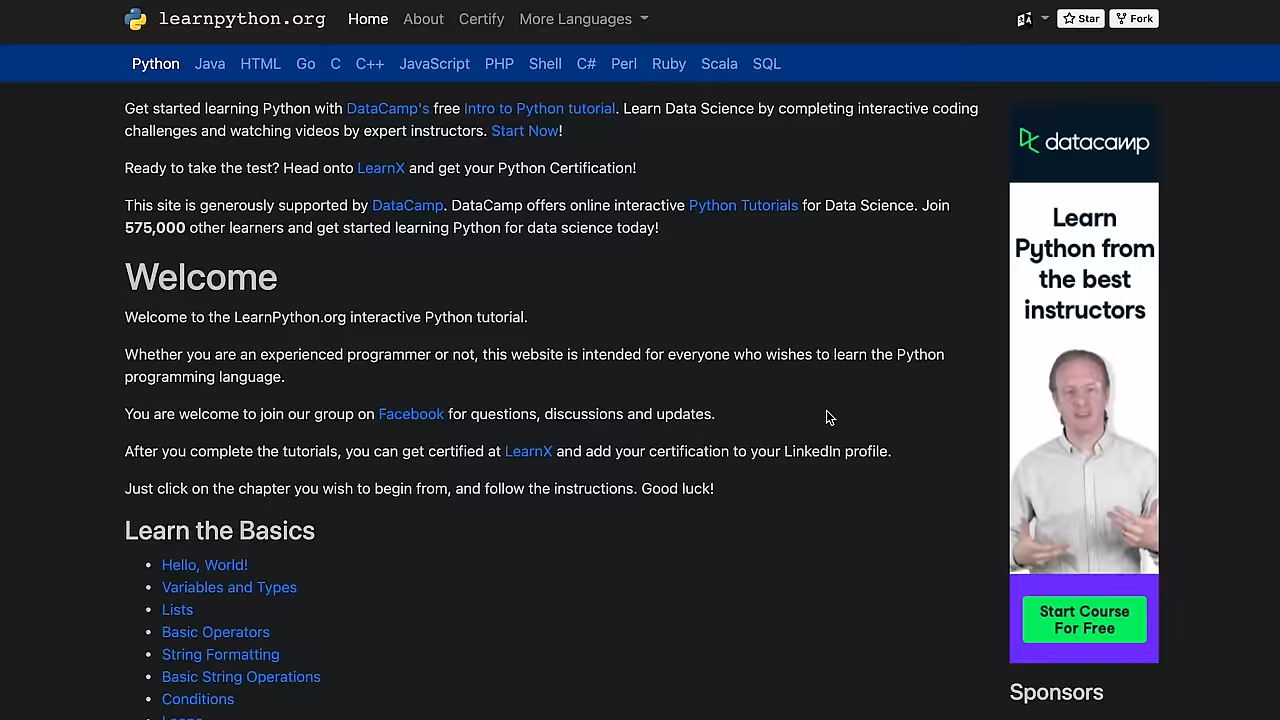 learnpython.org Home About Certify More Languages Star Fork
Python Java HTML Go C C++ JavaScript PHP Shell C# Perl Ruby Scala SQL
Get started learning Python with DataCamp's free Intro to Python tutorial. Learn Data Science by completing interactive coding
challenges and watching videos by expert instructors. Start Now!
Ready to take the test? Head onto LearnX and get your Python Certification!
This site is generously supported by DataCamp. DataCamp offers online interactive Python Tutorials for Data Science. Join
575,000 other learners and get started learning Python for data science today!
Welcome
Welcome to the LearnPython.org interactive Python tutorial.
Whether you are an experienced programmer or not, this website is intended for everyone who wishes to learn the Python
programming language.
You are welcome to join our group on Facebook for questions, discussions and updates.
After you complete the tutorials, you can get certified at LearnX and add your certification to your LinkedIn profile.
Just click on the chapter you wish to begin from, and follow the instructions. Good luck!
Learn the Basics
Hello, World!
Variables and Types
Lists
Basic Operators
String Formatting
Basic String Operations
Conditions
datacamp
Learn
Python from
the best
instructors
Start Course
For Free
Sponsors